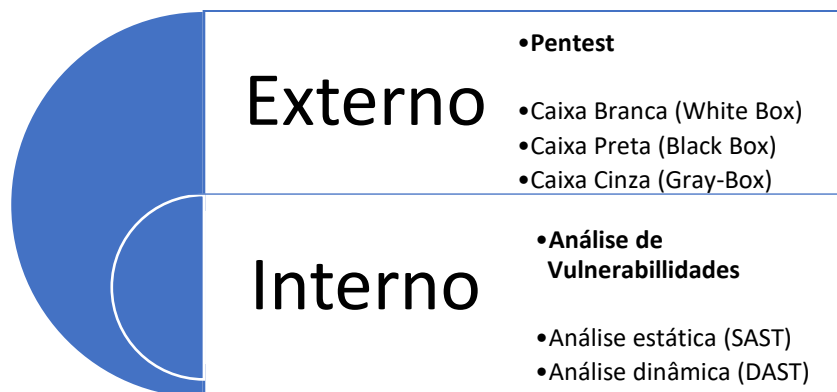 Externo
•Pentest
•Caixa Branca (White Box)
•Caixa Preta (Black Box)
•Caixa Cinza (Gray-Box)
Interno
•Análise de
Vulnerabillidades
•Análise estática (SAST)
•Análise dinâmica (DAST)